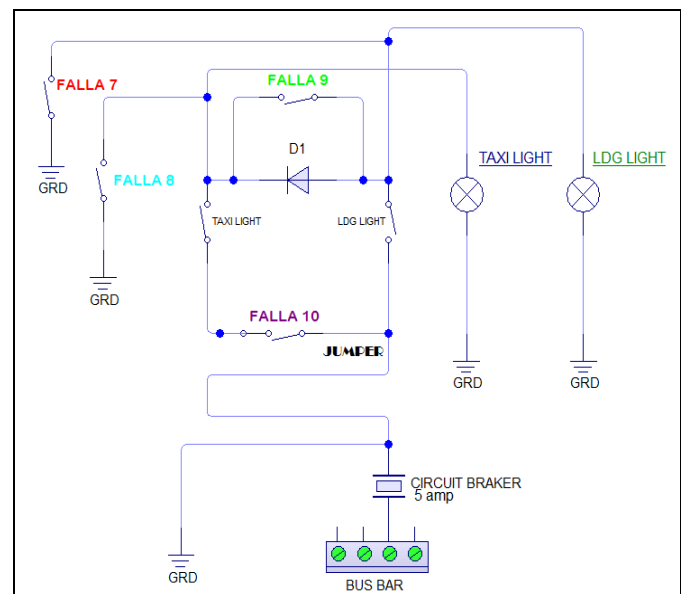 FALLA 7
FALLA 9
D1
TAXI LIGHT
LDG LIGHT
GRD
FALLA 8
TAXI LIGHT
LDG LIGHT
GRD
FALLA 10
JUMPER
GRD
GRD
CIRCUIT BRAKER
5 amp
GRD
BUS BAR